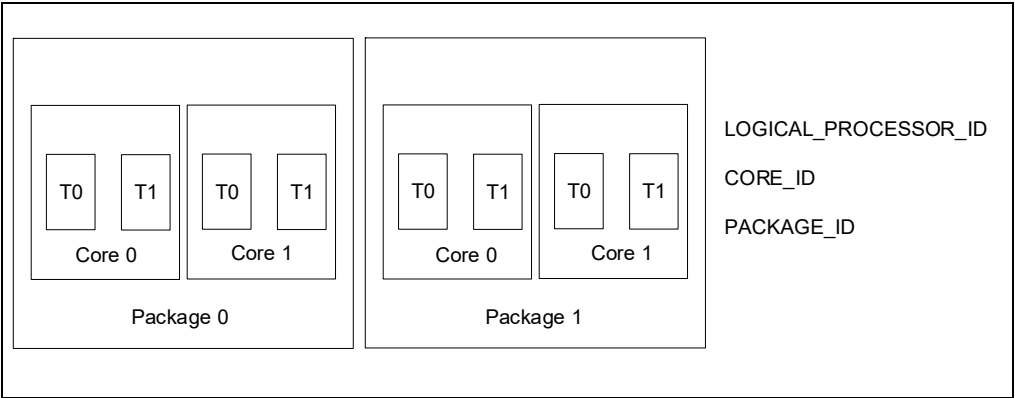 LOGICAL_PROCESSOR_ID
CORE_ID
PACKAGE_ID
T0 T1 T0 T1 T0 T1 T0 T1
Core 0 Core 1 Core 0 Core 1
Package 0 Package 1